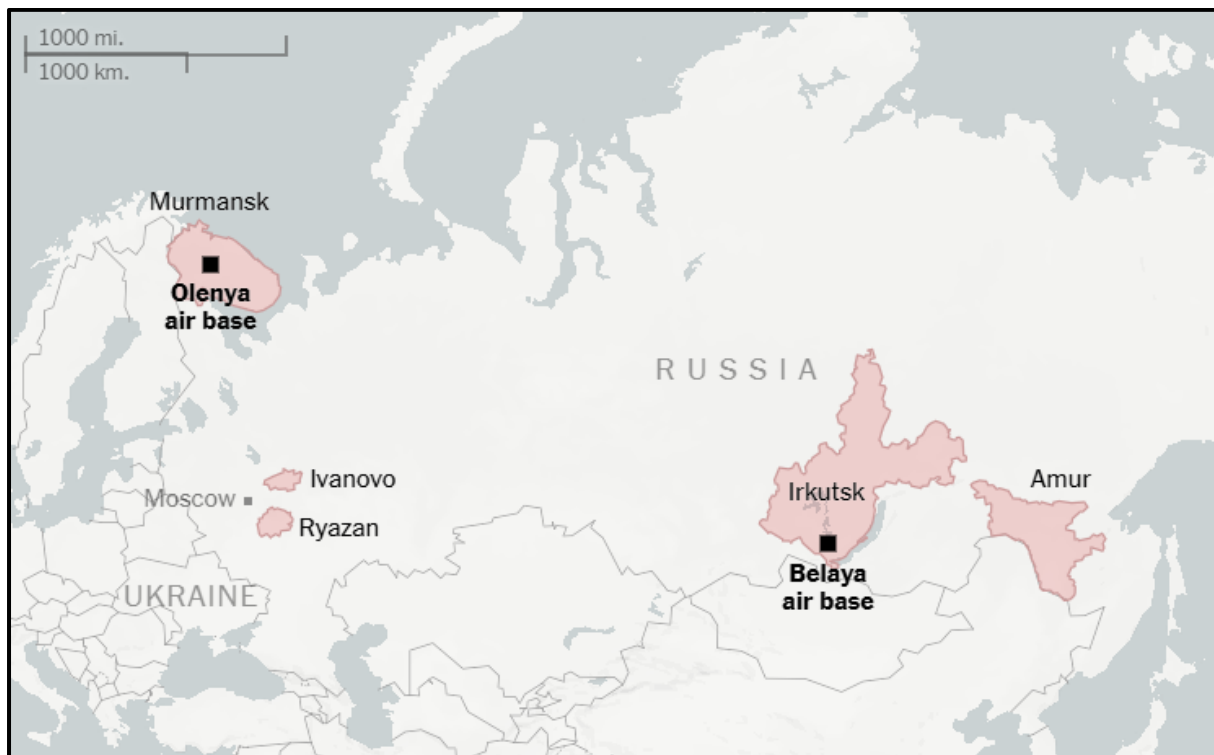 1000 mi.
1000 km.
Murmansk
Olenya
air base
RUSSIA
Ivanovo
Moscow
Ryazan
Irkutsk
Amur
Belaya
air base
UKRAINE